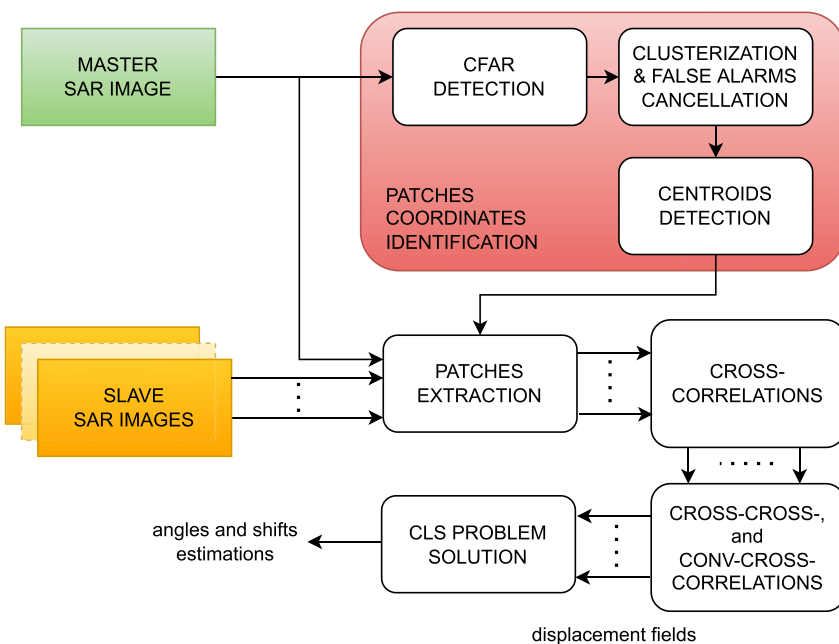 MASTER
SAR IMAGE
CFAR
DETECTION
CLUSTERIZATION
& FALSE ALARMS
CANCELLATION
PATCHES
COORDINATES
IDENTIFICATION
CENTROIDS
DETECTION
SLAVE
SAR IMAGES
PATCHES
EXTRACTION
CROSS-
CORRELATIONS
angles and shifts
estimations
CLS PROBLEM
SOLUTION
CROSS-CROSS-,
and
CONV-CROSS-
CORRELATIONS
displacement fields